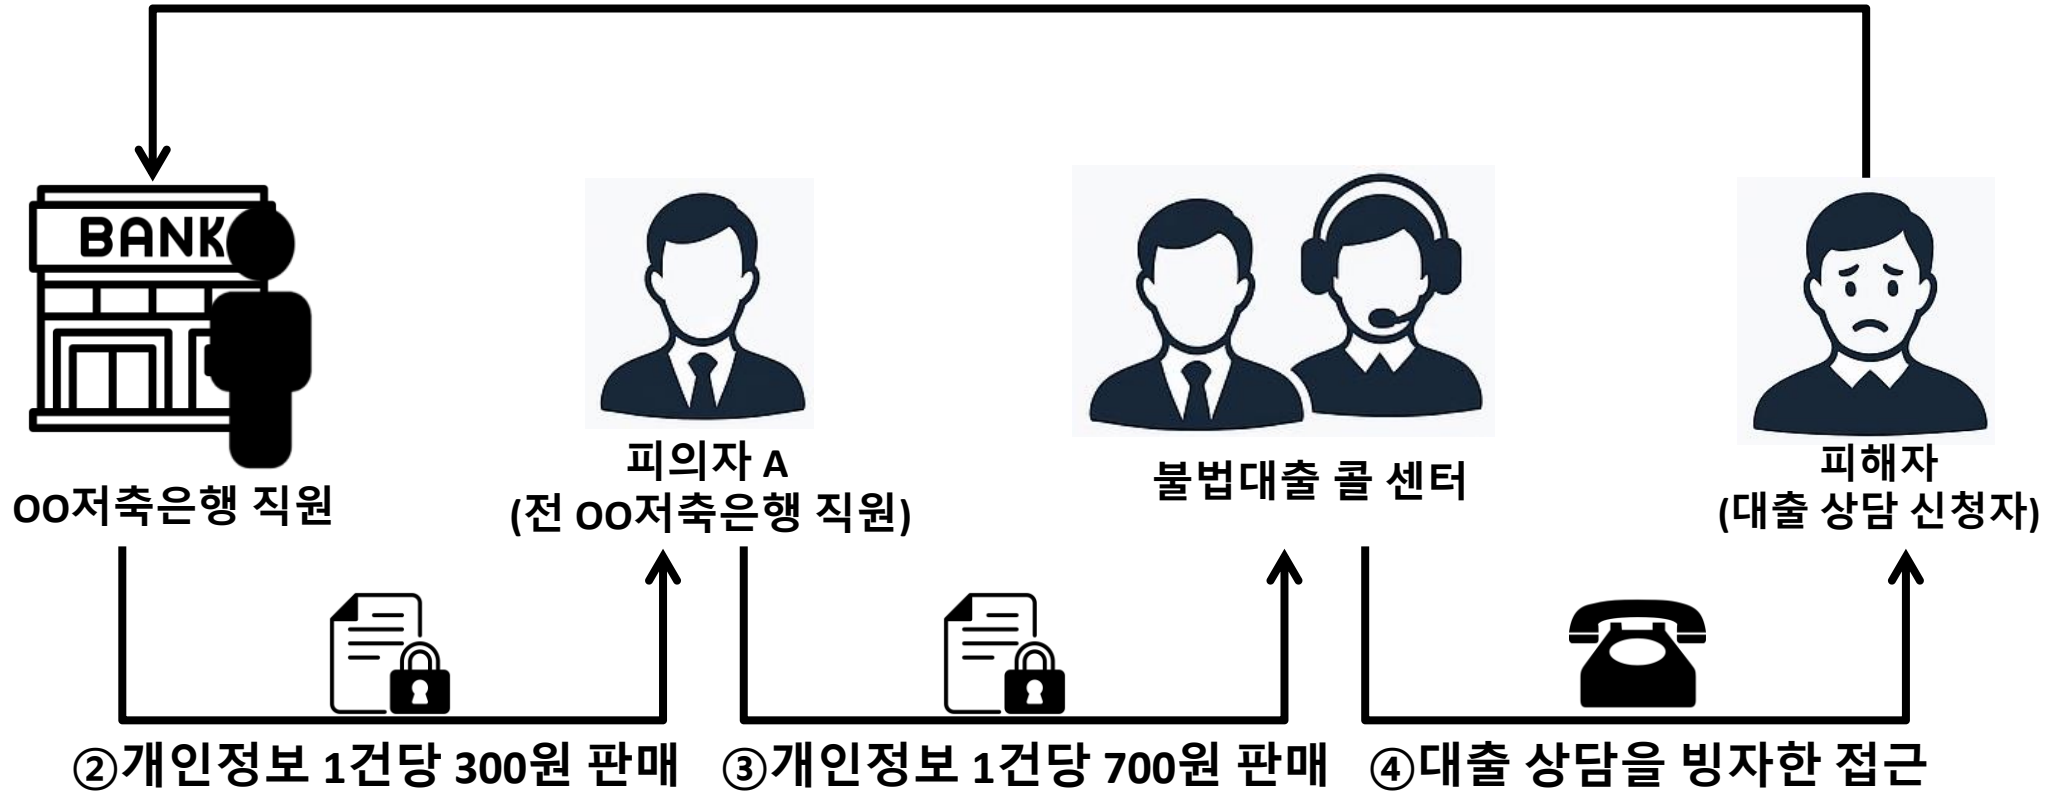 BANK
OO저축은행 직원
피의자 A
(전 OO저축은행 직원)
불법대출 콜 센터
피해자
(대출 상담 신청자)
②개인정보 1건당 300원 판매
③개인정보 1건당 700원 판매
④대출 상담을 빙자한 접근